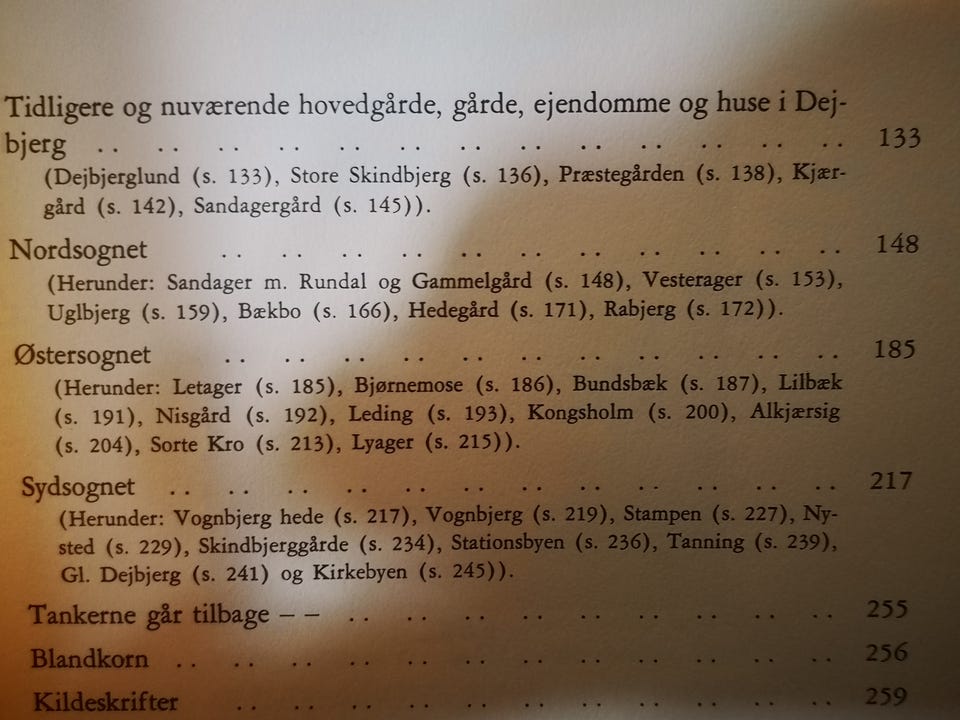 Tidligere og nuværende hovedgårde, gårde, ejendomme og huse i Dej-
bjerg .. .. .. .. .. .. .. .. .. .. .. .. .. 133
(Dejbjerglund (s. 133), Store Skindbjerg (s. 136), Præstegården (s. 138), Kjær-
gård (s. 142), Sandagergård (s. 145)).
Nordsognet .. .. .. .. .. .. .. .. .. .. .. 148
(Herunder: Sandager m. Rundal og Gammelgård (s. 148), Vesterager (s. 153),
Uglbjerg (s. 159), Bækbo (s. 166), Hedegård (s. 171), Rabjerg (s. 172)).
Østersognet .. .. .. .. .. .. .. .. .. .. .. 185
(Herunder: Letager (s. 185), Bjørnemose (s. 186), Bundsbæk (s. 187), Lilbæk
(s. 191), Nisgård (s. 192), Leding (s. 193), Kongsholm (s. 200), Alkjærsig
(s. 204), Sorte Kro (s. 213), Lyager (s. 215)).
Sydsognet .. .. .. .. .. .. .. .. .. .. .. .. 217
(Herunder: Vognbjerg hede (s. 217), Vognbjerg (s. 219), Stampen (s. 227), Ny-
sted (s. 229), Skindbjerggårde (s. 234), Stationsbyen (s. 236), Tanning (s. 239),
Gl. Dejbjerg (s. 241) og Kirkebyen (s. 245)).
Tankerne går tilbage – – .. .. .. .. .. .. .. .. .. 255
Blandkorn .. .. .. .. .. .. .. .. .. .. .. .. 256
Kildeskrifter .. .. .. .. .. .. .. .. .. .. .. 259